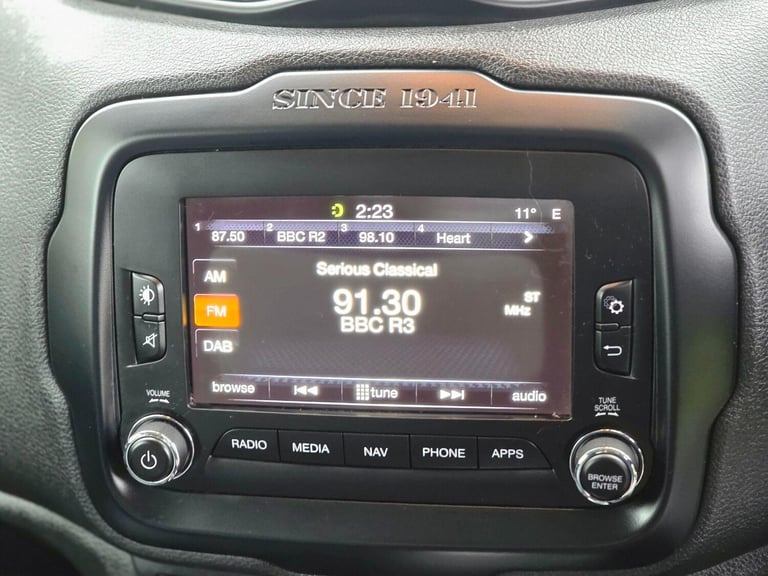 SINCE 1941
2:23 11° E
1 87.50 2 BBC R2 3 98.10 4 Heart
AM
Serious Classical
FM
91.30
ST
MHz
BBC R3
DAB
browse tune audio
VOLUME
TUNE
SCROLL
RADIO MEDIA NAV PHONE APPS
BROWSE
ENTER